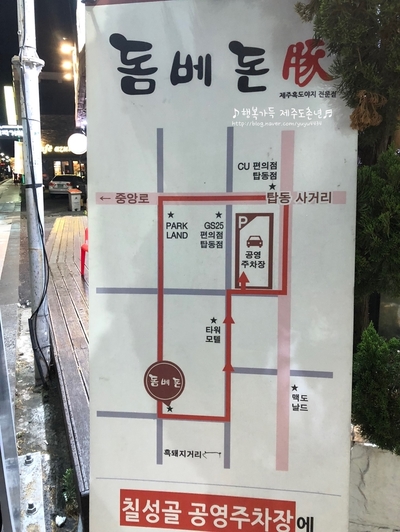 돔베돈 豚
제주흑도야지 전문점
♪행복가득 제주도춘념♬
CU 편의점
탑동점
← 중앙로
탑동 사거리
PARK
LAND
GS25
편의점
탑동점
P
공영
주차장
타워
모텔
돔베돈
맥도
날드
흑돼지거리
칠성골 공영주차장에